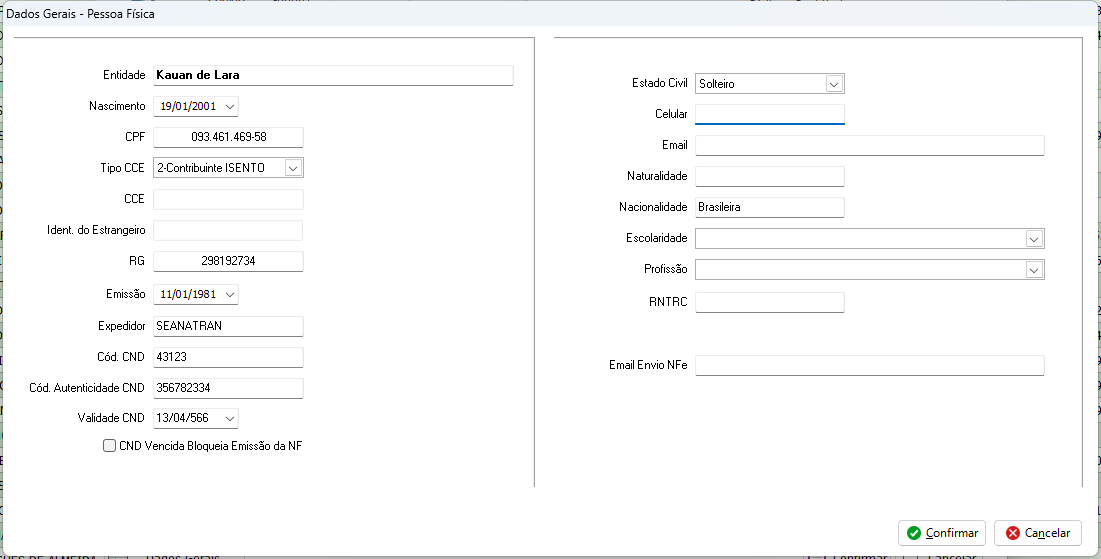 Dados Gerais - Pessoa Física
Entidade Kauan de Lara
Nascimento 19/01/2001
CPF 093.461.469-58
Tipo CCE 2-Contribuinte ISENTO
CCE
Ident. do Estrangeiro
RG 298192734
Emissão 11/01/1981
Expedidor SEANATRAN
Cód. CND 43123
Cód. Autenticidade CND 356782334
Validade CND 13/04/566
CND Vencida Bloqueia Emissão da NF
Estado Civil Solteiro
Celular
Email
Naturalidade
Nacionalidade Brasileira
Escolaridade
Profissão
RNTRC
Email Envio NFe
Confirmar Cancelar